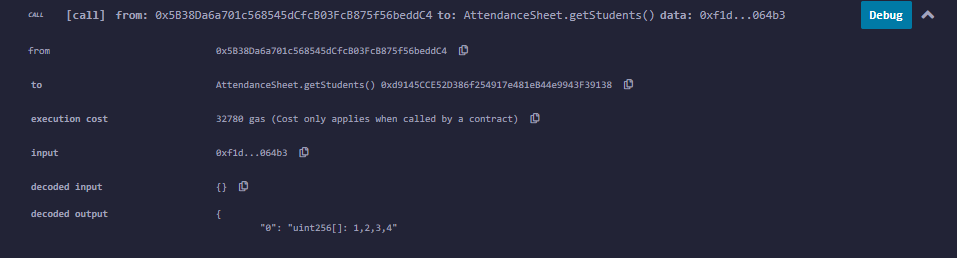 CALL [call] from: 0x5B38Da6a701c568545dCfcB03FcB875f56beddC4 to: AttendanceSheet.getStudents() data: 0xf1d...064b3 Debug
from 0x5B38Da6a701c568545dCfcB03FcB875f56beddC4
to AttendanceSheet.getStudents() 0xd9145CCE52D386f254917e481eB44e9943F39138
execution cost 32780 gas (Cost only applies when called by a contract)
input 0xf1d...064b3
decoded input {}
decoded output {
"0": "uint256[]: 1,2,3,4"